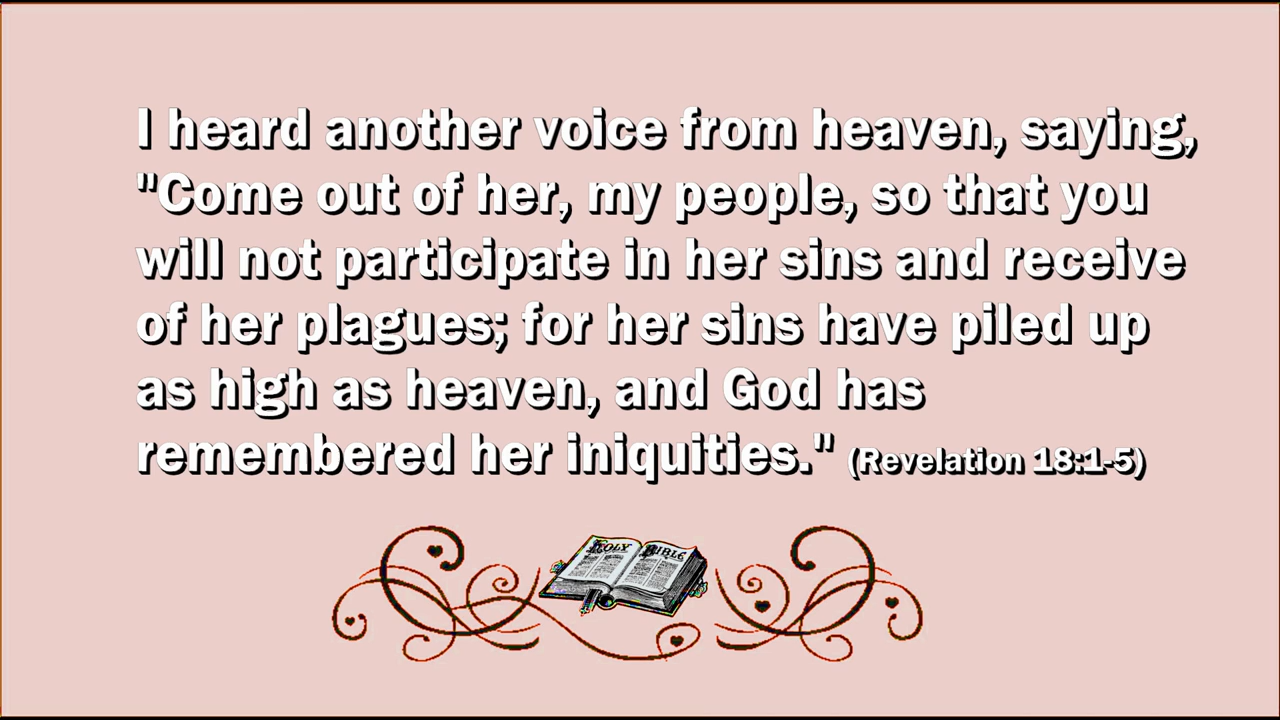 I heard another voice from heaven, saying,
"Come out of her, my people, so that you
will not participate in her sins and receive
of her plagues; for her sins have piled up
as high as heaven, and God has
remembered her iniquities." (Revelation 18:1-5)
HOLY BIBLE